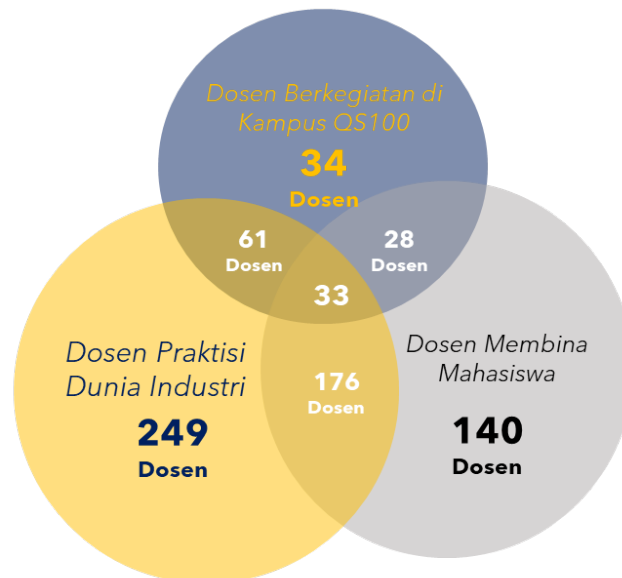 Dosen Berkegiatan di
Kampus QS100
34
Dosen
61
Dosen
28
Dosen
33
Dosen Praktisi
Dunia Industri
249
Dosen
176
Dosen
Dosen Membina
Mahasiswa
140
Dosen